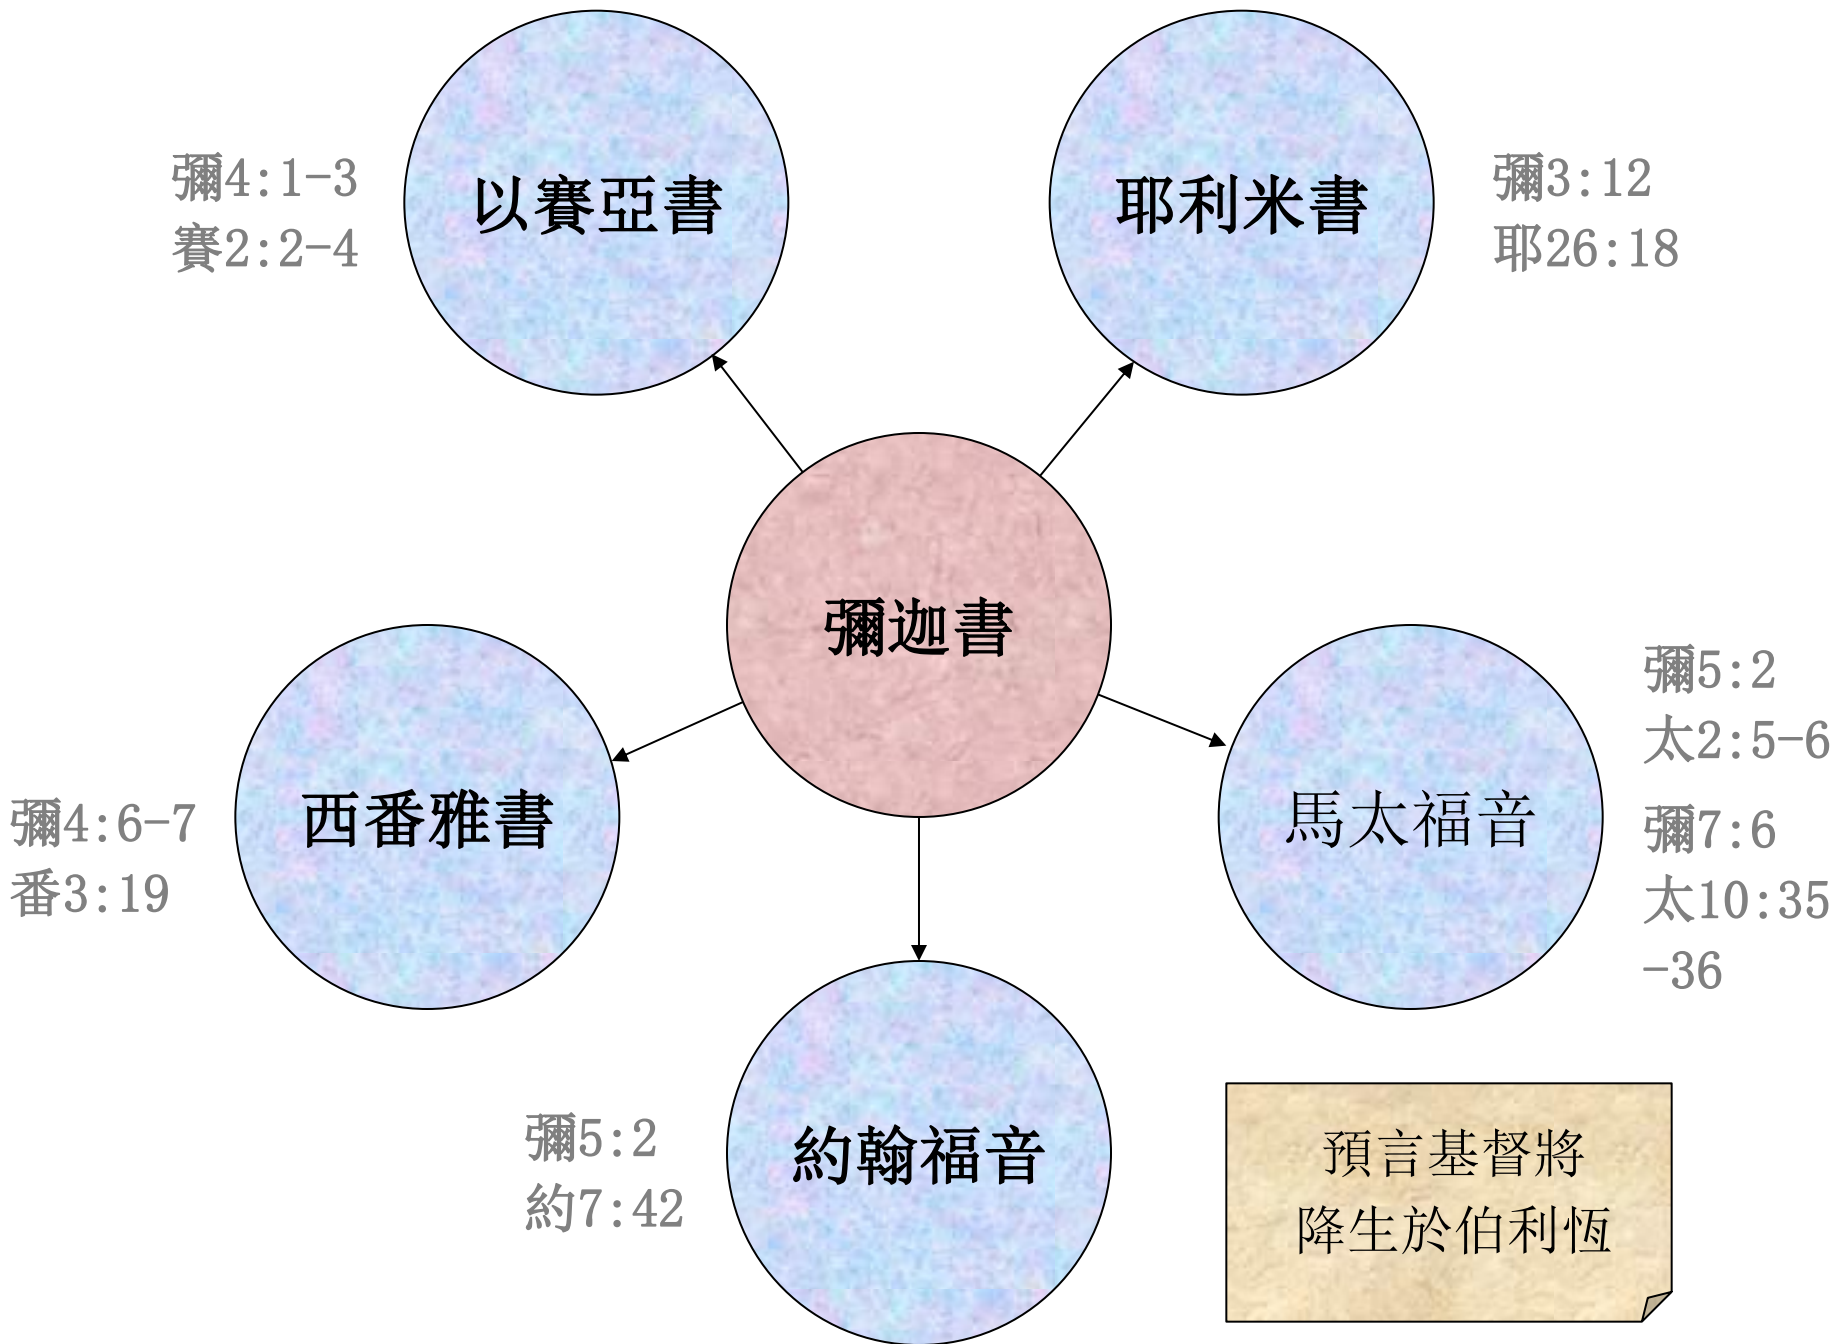 彌4:1-3
賽2:2-4
以賽亞書
耶利米書
彌3:12
耶26:18
彌迦書
彌4:6-7
番3:19
西番雅書
馬太福音
彌5:2
太2:5-6
彌7:6
太10:35
-36
彌5:2
約7:42
約翰福音
預言基督將
降生於伯利恆